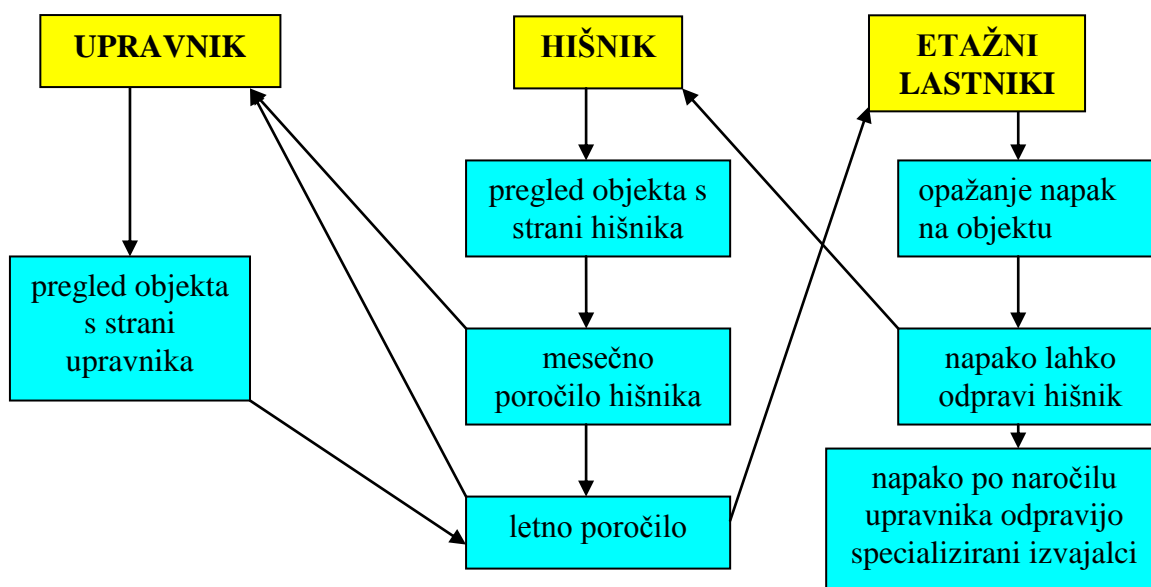 UPRAVNIK
HIŠNIK
ETAŽNI
LASTNIKI
pregled objekta s
strani hišnika
opažanje napak
na objektu
pregled objekta
s strani
upravnika
mesečno
poročilo hišnika
napako lahko
odpravi hišnik
letno poročilo
napako po naročilu
upravnika odpravijo
specializirani izvajalci